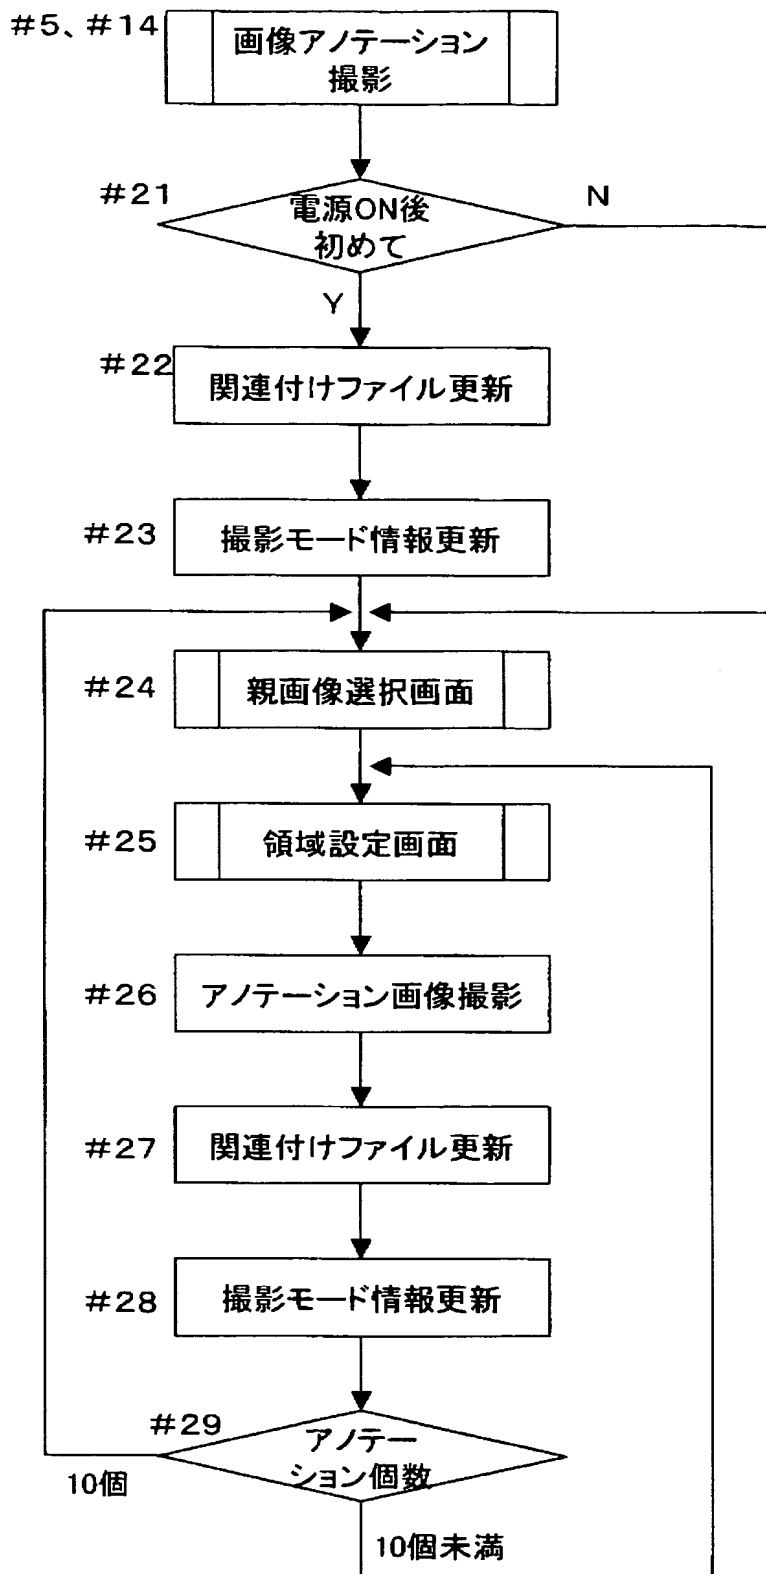 #5、#14
画像アノテーション
撮影
#21
電源ON後
初めて
N
Y
#22
関連付けファイル更新
#23
撮影モード情報更新
#24
親画像選択画面
#25
領域設定画面
#26
アノテーション画像撮影
#27
関連付けファイル更新
#28
撮影モード情報更新
#29
アノテー
ション個数
10個
10個未満